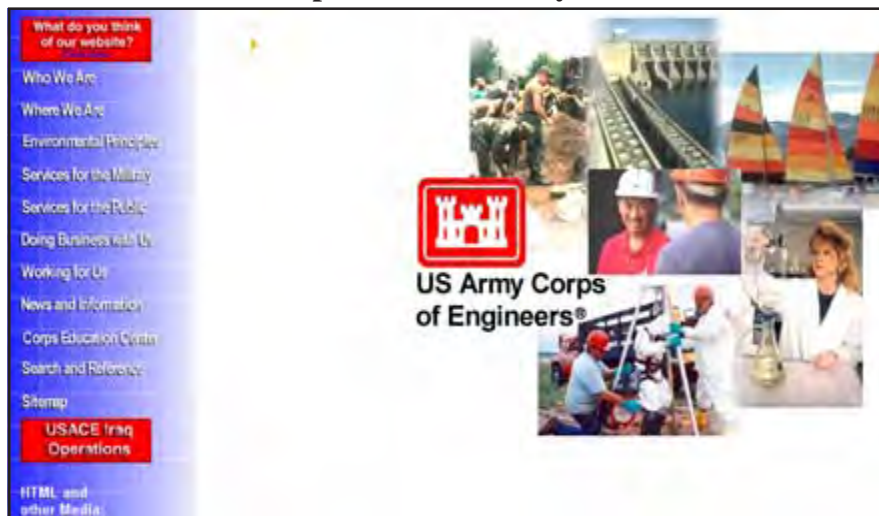 What do you think
of our website?
Who We Are
Where We Are
Environmental Principles
Services for the Military
Services for the Public
Doing Business with Us
Working for Us
News and Information
Corps Education Center
Search and Reference
Sitemap
USACE Iraq
Operations
HTML and
other Media:
US Army Corps
of Engineers®